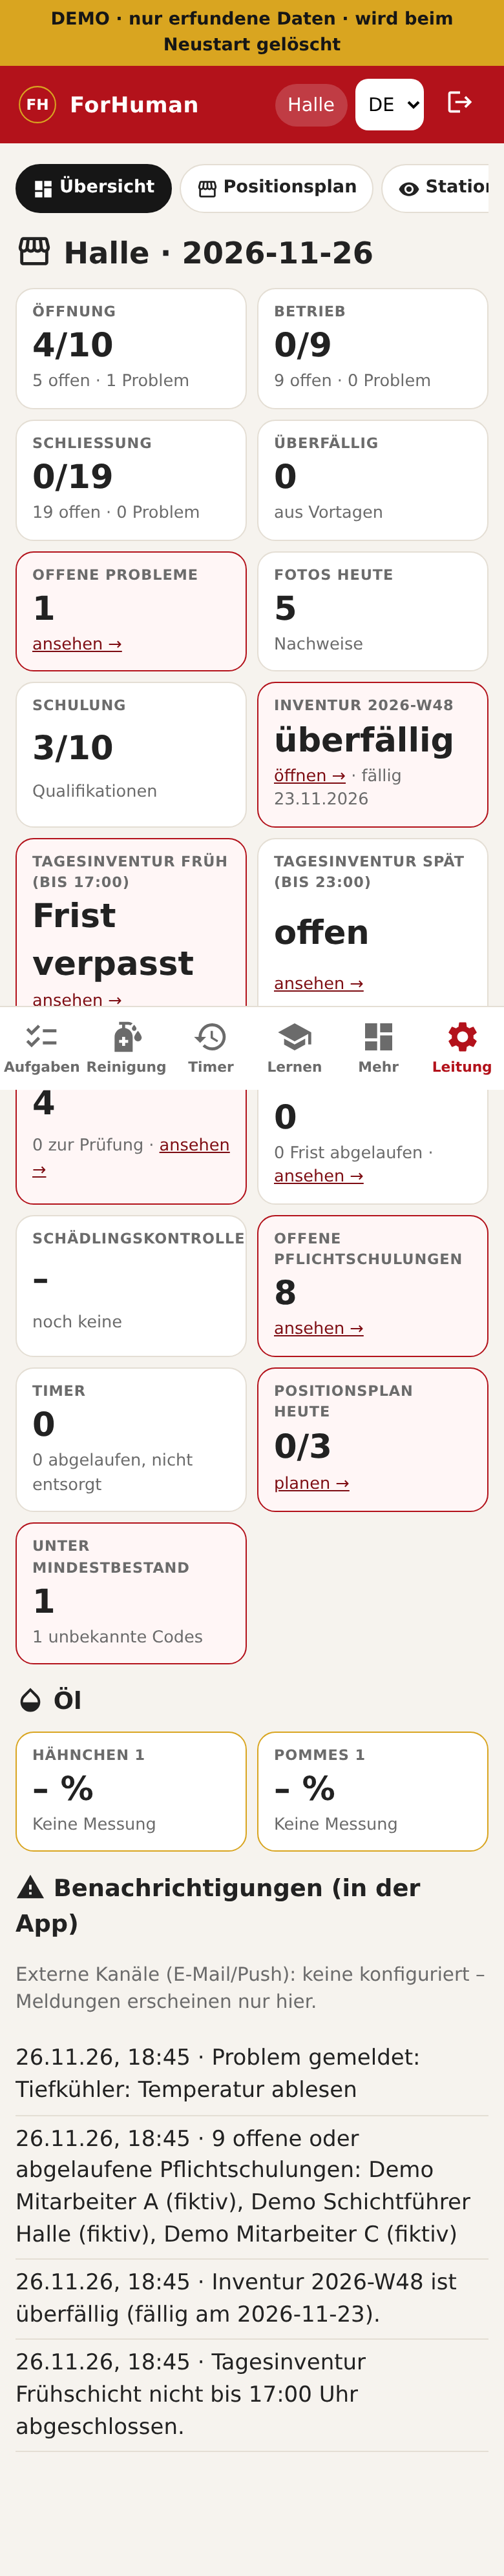 DEMO · nur erfundene Daten · wird beim
Neustart gelöscht
FH ForHuman Halle DE
Übersicht Positionsplan Station
Halle · 2026-11-26
ÖFFNUNG
4/10
5 offen · 1 Problem
BETRIEB
0/9
9 offen · 0 Problem
SCHLIESSUNG
0/19
19 offen · 0 Problem
ÜBERFÄLLIG
0
aus Vortagen
OFFENE PROBLEME
1
ansehen →
FOTOS HEUTE
5
Nachweise
SCHULUNG
3/10
Qualifikationen
INVENTUR 2026-W48
überfällig
öffnen → · fällig
23.11.2026
TAGESINVENTUR FRÜH
(BIS 17:00)
Frist
verpasst
ansehen →
TAGESINVENTUR SPÄT
(BIS 23:00)
offen
ansehen →
Aufgaben Reinigung Timer Lernen Mehr Leitung
4
0 zur Prüfung · ansehen
→
0
0 Frist abgelaufen ·
ansehen →
SCHÄDLINGSKONTROLLE
–
noch keine
OFFENE
PFLICHTSCHULUNGEN
8
ansehen →
TIMER
0
0 abgelaufen, nicht
entsorgt
POSITIONSPLAN
HEUTE
0/3
planen →
UNTER
MINDESTBESTAND
1
1 unbekannte Codes
Öl
HÄHNCHEN 1
– %
Keine Messung
POMMES 1
– %
Keine Messung
Benachrichtigungen (in der
App)
Externe Kanäle (E-Mail/Push): keine konfiguriert –
Meldungen erscheinen nur hier.
26.11.26, 18:45 · Problem gemeldet:
Tiefkühler: Temperatur ablesen
26.11.26, 18:45 · 9 offene oder
abgelaufene Pflichtschulungen: Demo
Mitarbeiter A (fiktiv), Demo Schichtführer
Halle (fiktiv), Demo Mitarbeiter C (fiktiv)
26.11.26, 18:45 · Inventur 2026-W48 ist
überfällig (fällig am 2026-11-23).
26.11.26, 18:45 · Tagesinventur
Frühschicht nicht bis 17:00 Uhr
abgeschlossen.